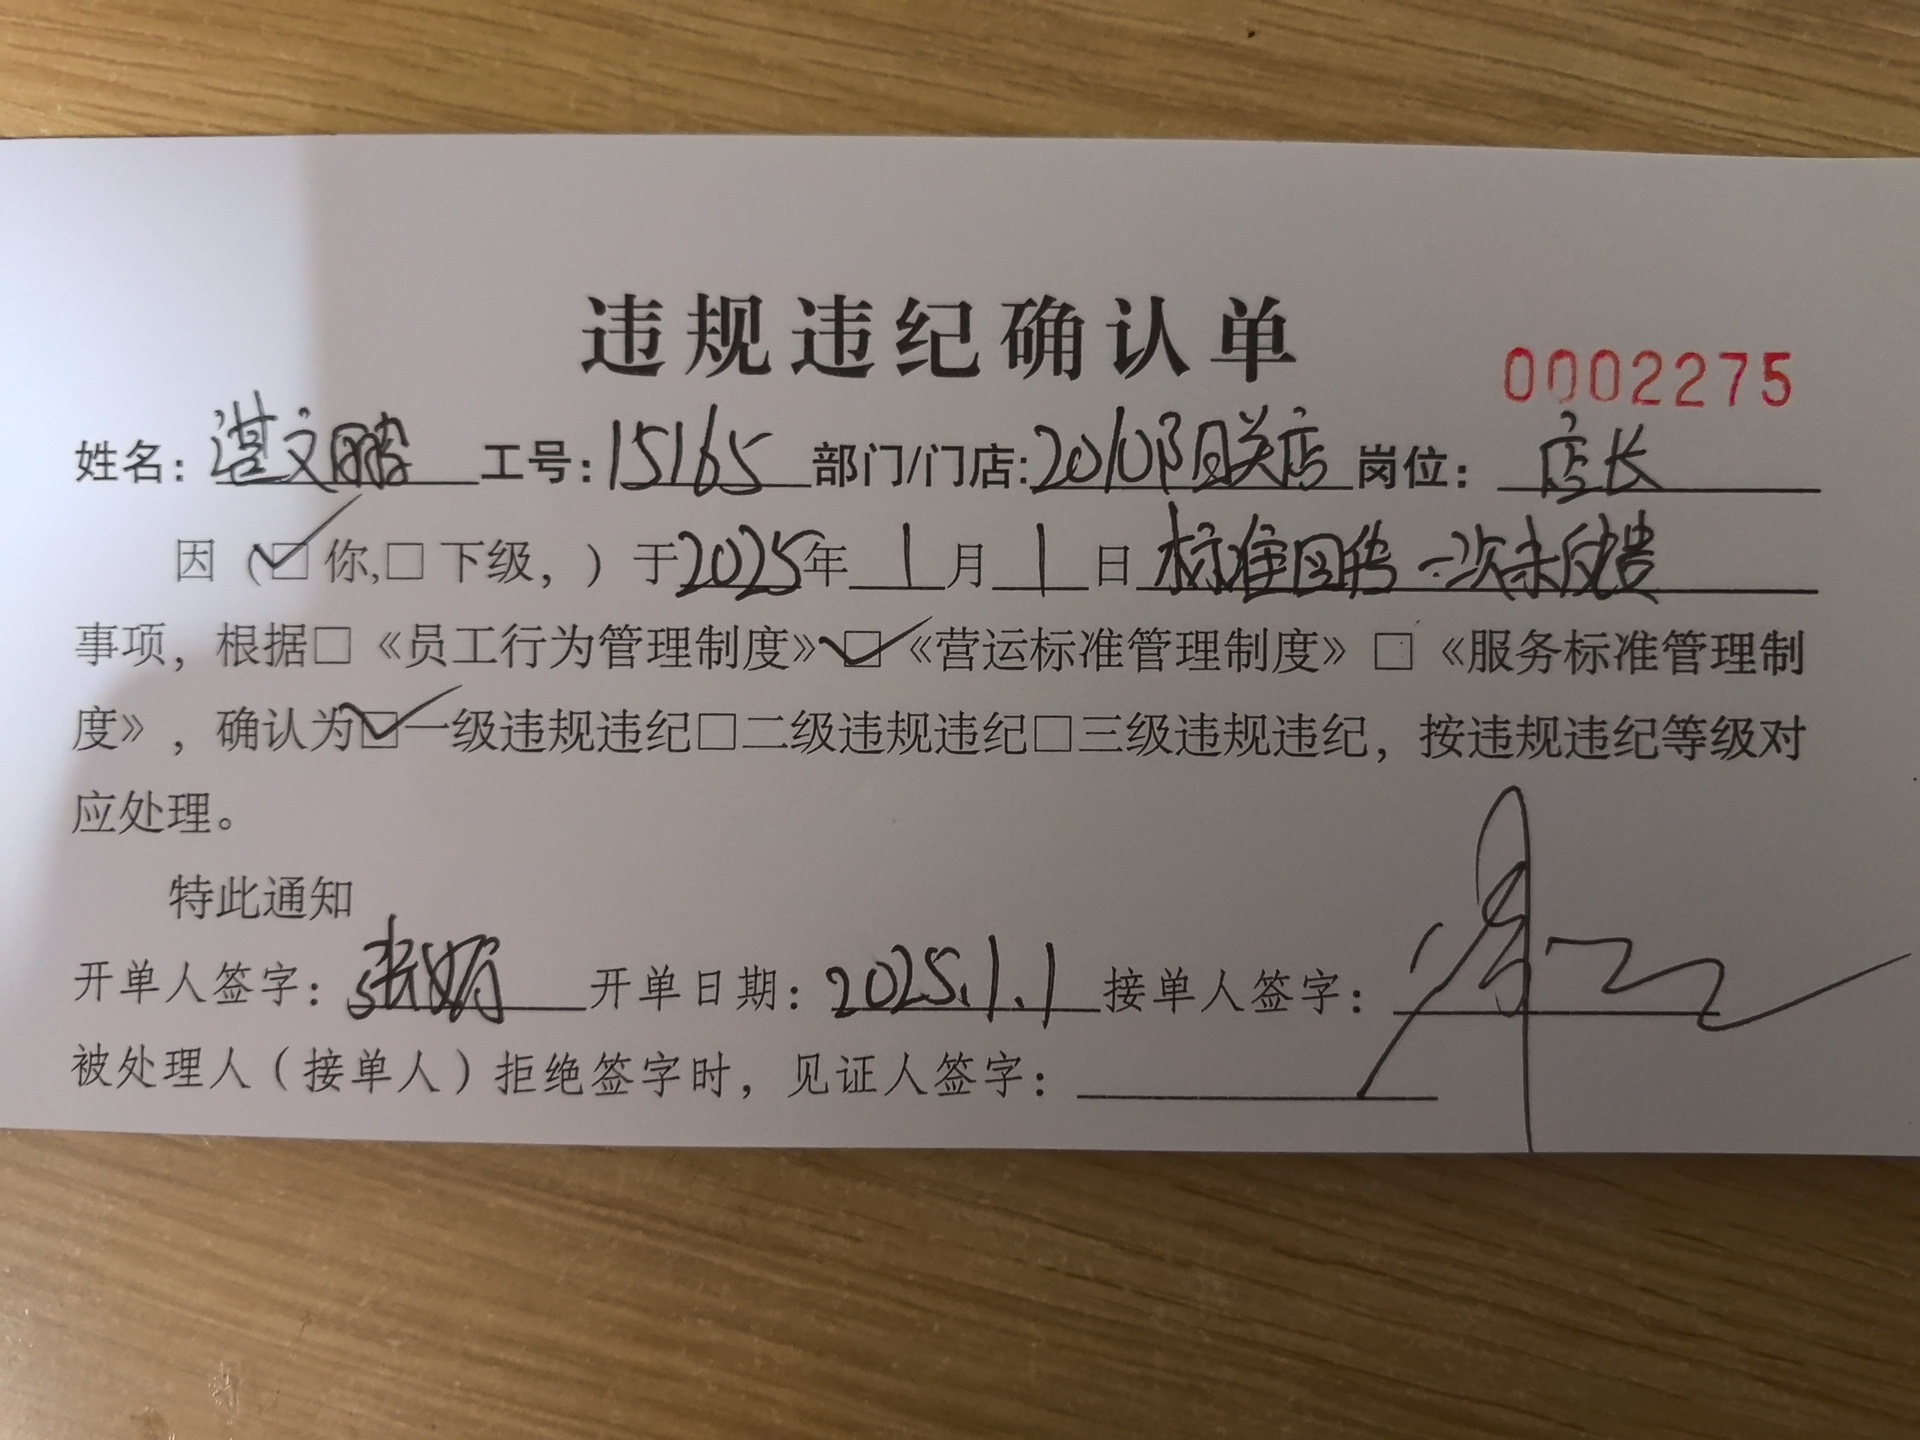 违规违纪确认单
0002275
姓名：湛文鹏 工号：15165 部门/门店:2010阳关店 岗位：店长
因（☑你,□下级，）于2025年1月1日标准图传一次未反馈
事项，根据□《员工行为管理制度》☑《营运标准管理制度》□《服务标准管理制
度》，确认为☑一级违规违纪□二级违规违纪□三级违规违纪，按违规违纪等级对
应处理。
特此通知
开单人签字：张娟 开单日期：2025.1.1 接单人签字：
被处理人（接单人）拒绝签字时，见证人签字：